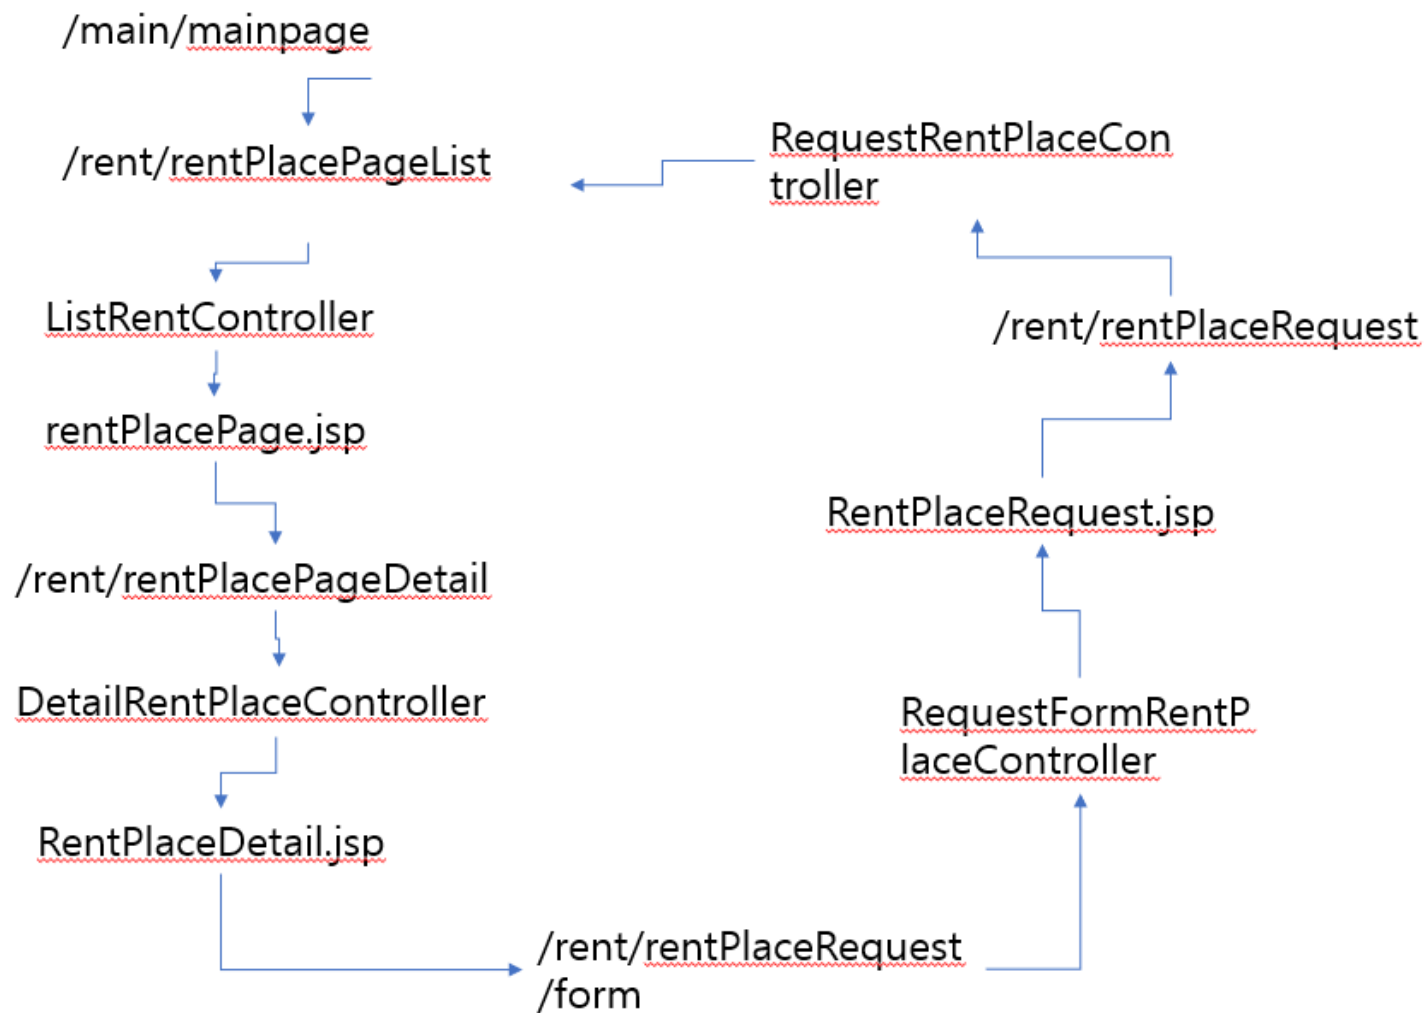 /main/mainpage
/rent/rentPlacePageList
ListRentController
rentPlacePage.jsp
/rent/rentPlacePageDetail
DetailRentPlaceController
RentPlaceDetail.jsp
/rent/rentPlaceRequest
/form
RequestFormRentP
laceController
RentPlaceRequest.jsp
/rent/rentPlaceRequest
RequestRentPlaceCon
troller